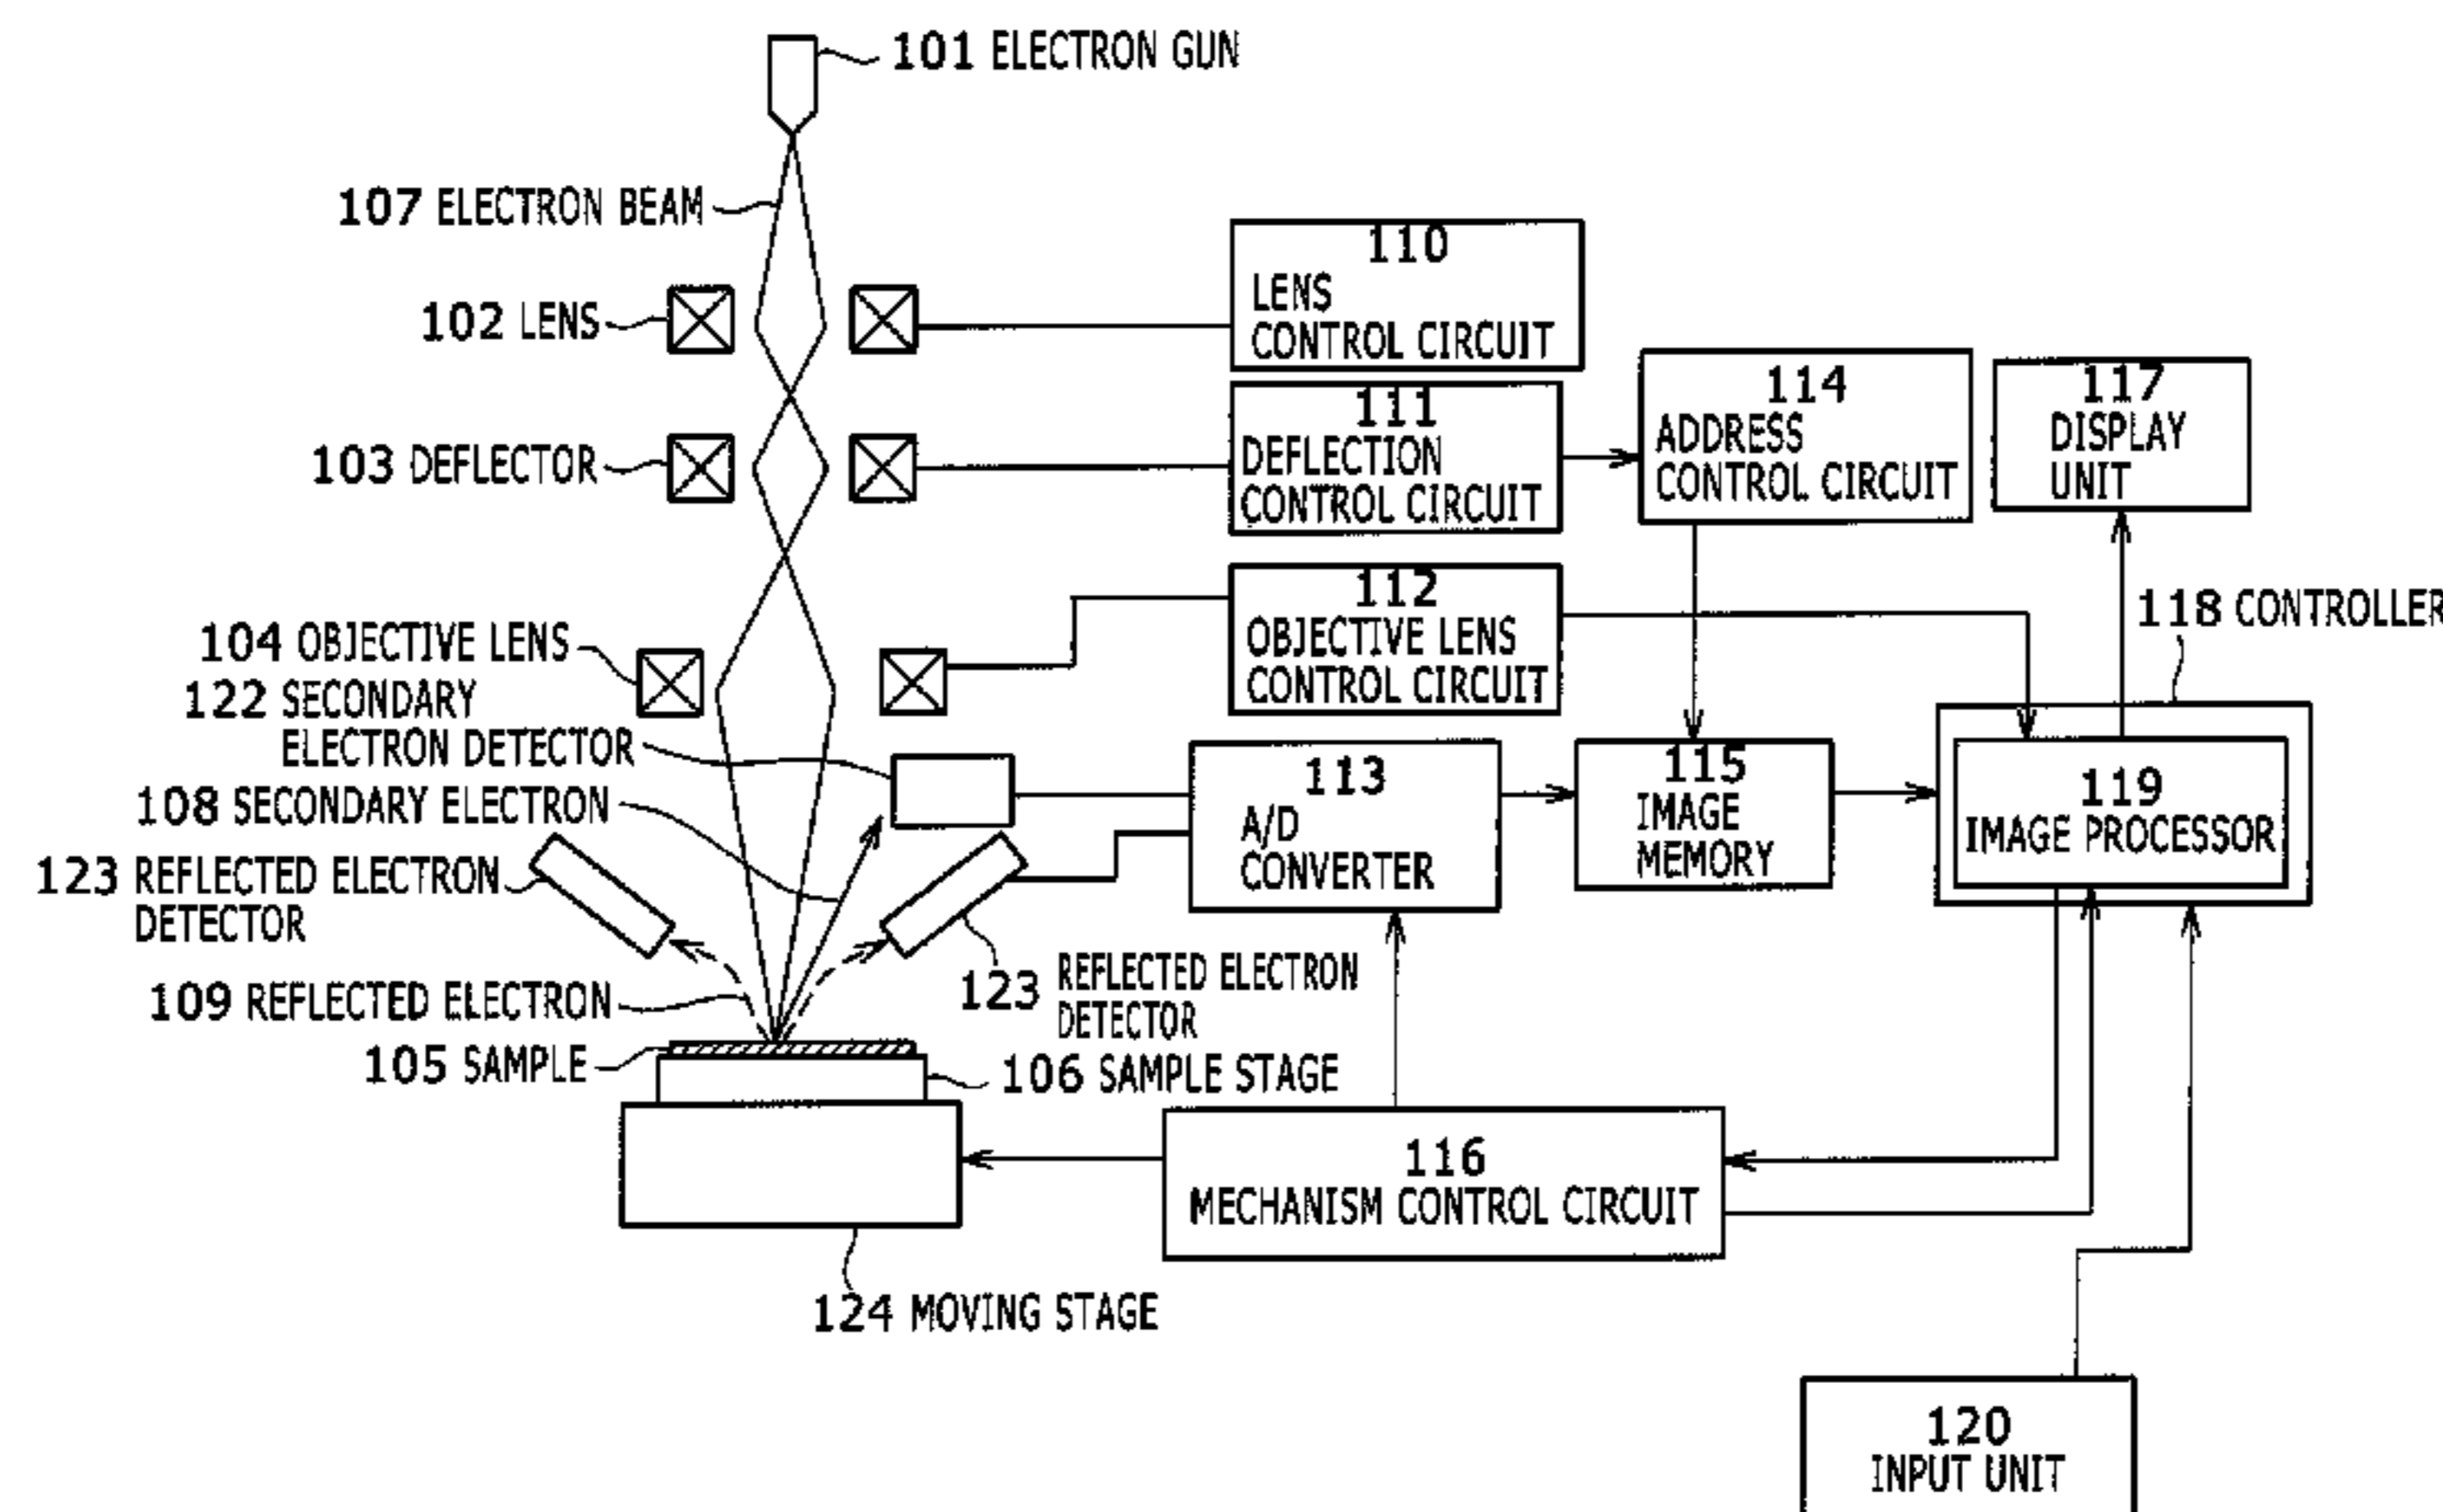 101 ELECTRON GUN
107 ELECTRON BEAM
102 LENS
110
LENS
CONTROL CIRCUIT
103 DEFLECTOR
111
DEFLECTION
CONTROL CIRCUIT
114
ADDRESS
CONTROL CIRCUIT
117
DISPLAY
UNIT
104 OBJECTIVE LENS
112
OBJECTIVE LENS
CONTROL CIRCUIT
118 CONTROLLER
122 SECONDARY
ELECTRON DETECTOR
108 SECONDARY ELECTRON
113
A/D
CONVERTER
115
IMAGE
MEMORY
119
IMAGE PROCESSOR
123 REFLECTED ELECTRON
DETECTOR
123 REFLECTED ELECTRON
DETECTOR
109 REFLECTED ELECTRON
105 SAMPLE
106 SAMPLE STAGE
116
MECHANISM CONTROL CIRCUIT
124 MOVING STAGE
120
INPUT UNIT